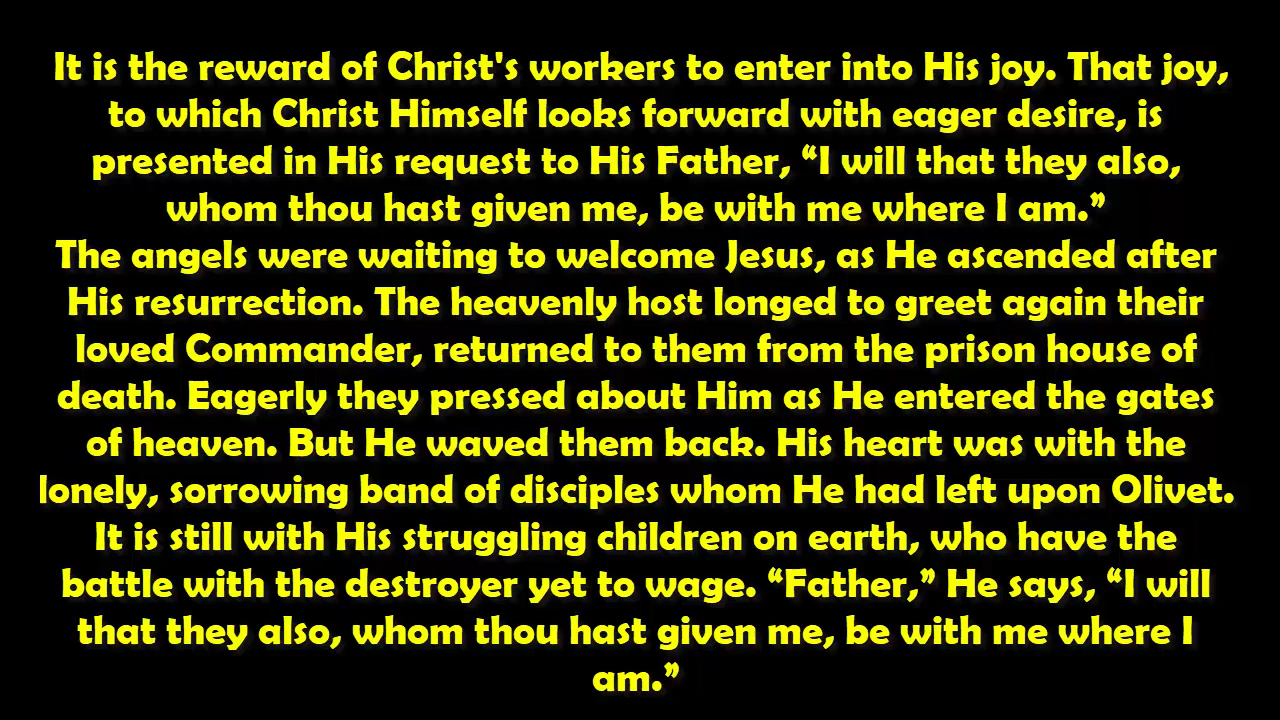 It is the reward of Christ's workers to enter into His joy. That joy,
to which Christ Himself looks forward with eager desire, is
presented in His request to His Father, “I will that they also,
whom thou hast given me, be with me where I am.”
The angels were waiting to welcome Jesus, as He ascended after
His resurrection. The heavenly host longed to greet again their
loved Commander, returned to them from the prison house of
death. Eagerly they pressed about Him as He entered the gates
of heaven. But He waved them back. His heart was with the
lonely, sorrowing band of disciples whom He had left upon Olivet.
It is still with His struggling children on earth, who have the
battle with the destroyer yet to wage. “Father,” He says, “I will
that they also, whom thou hast given me, be with me where I
am.”